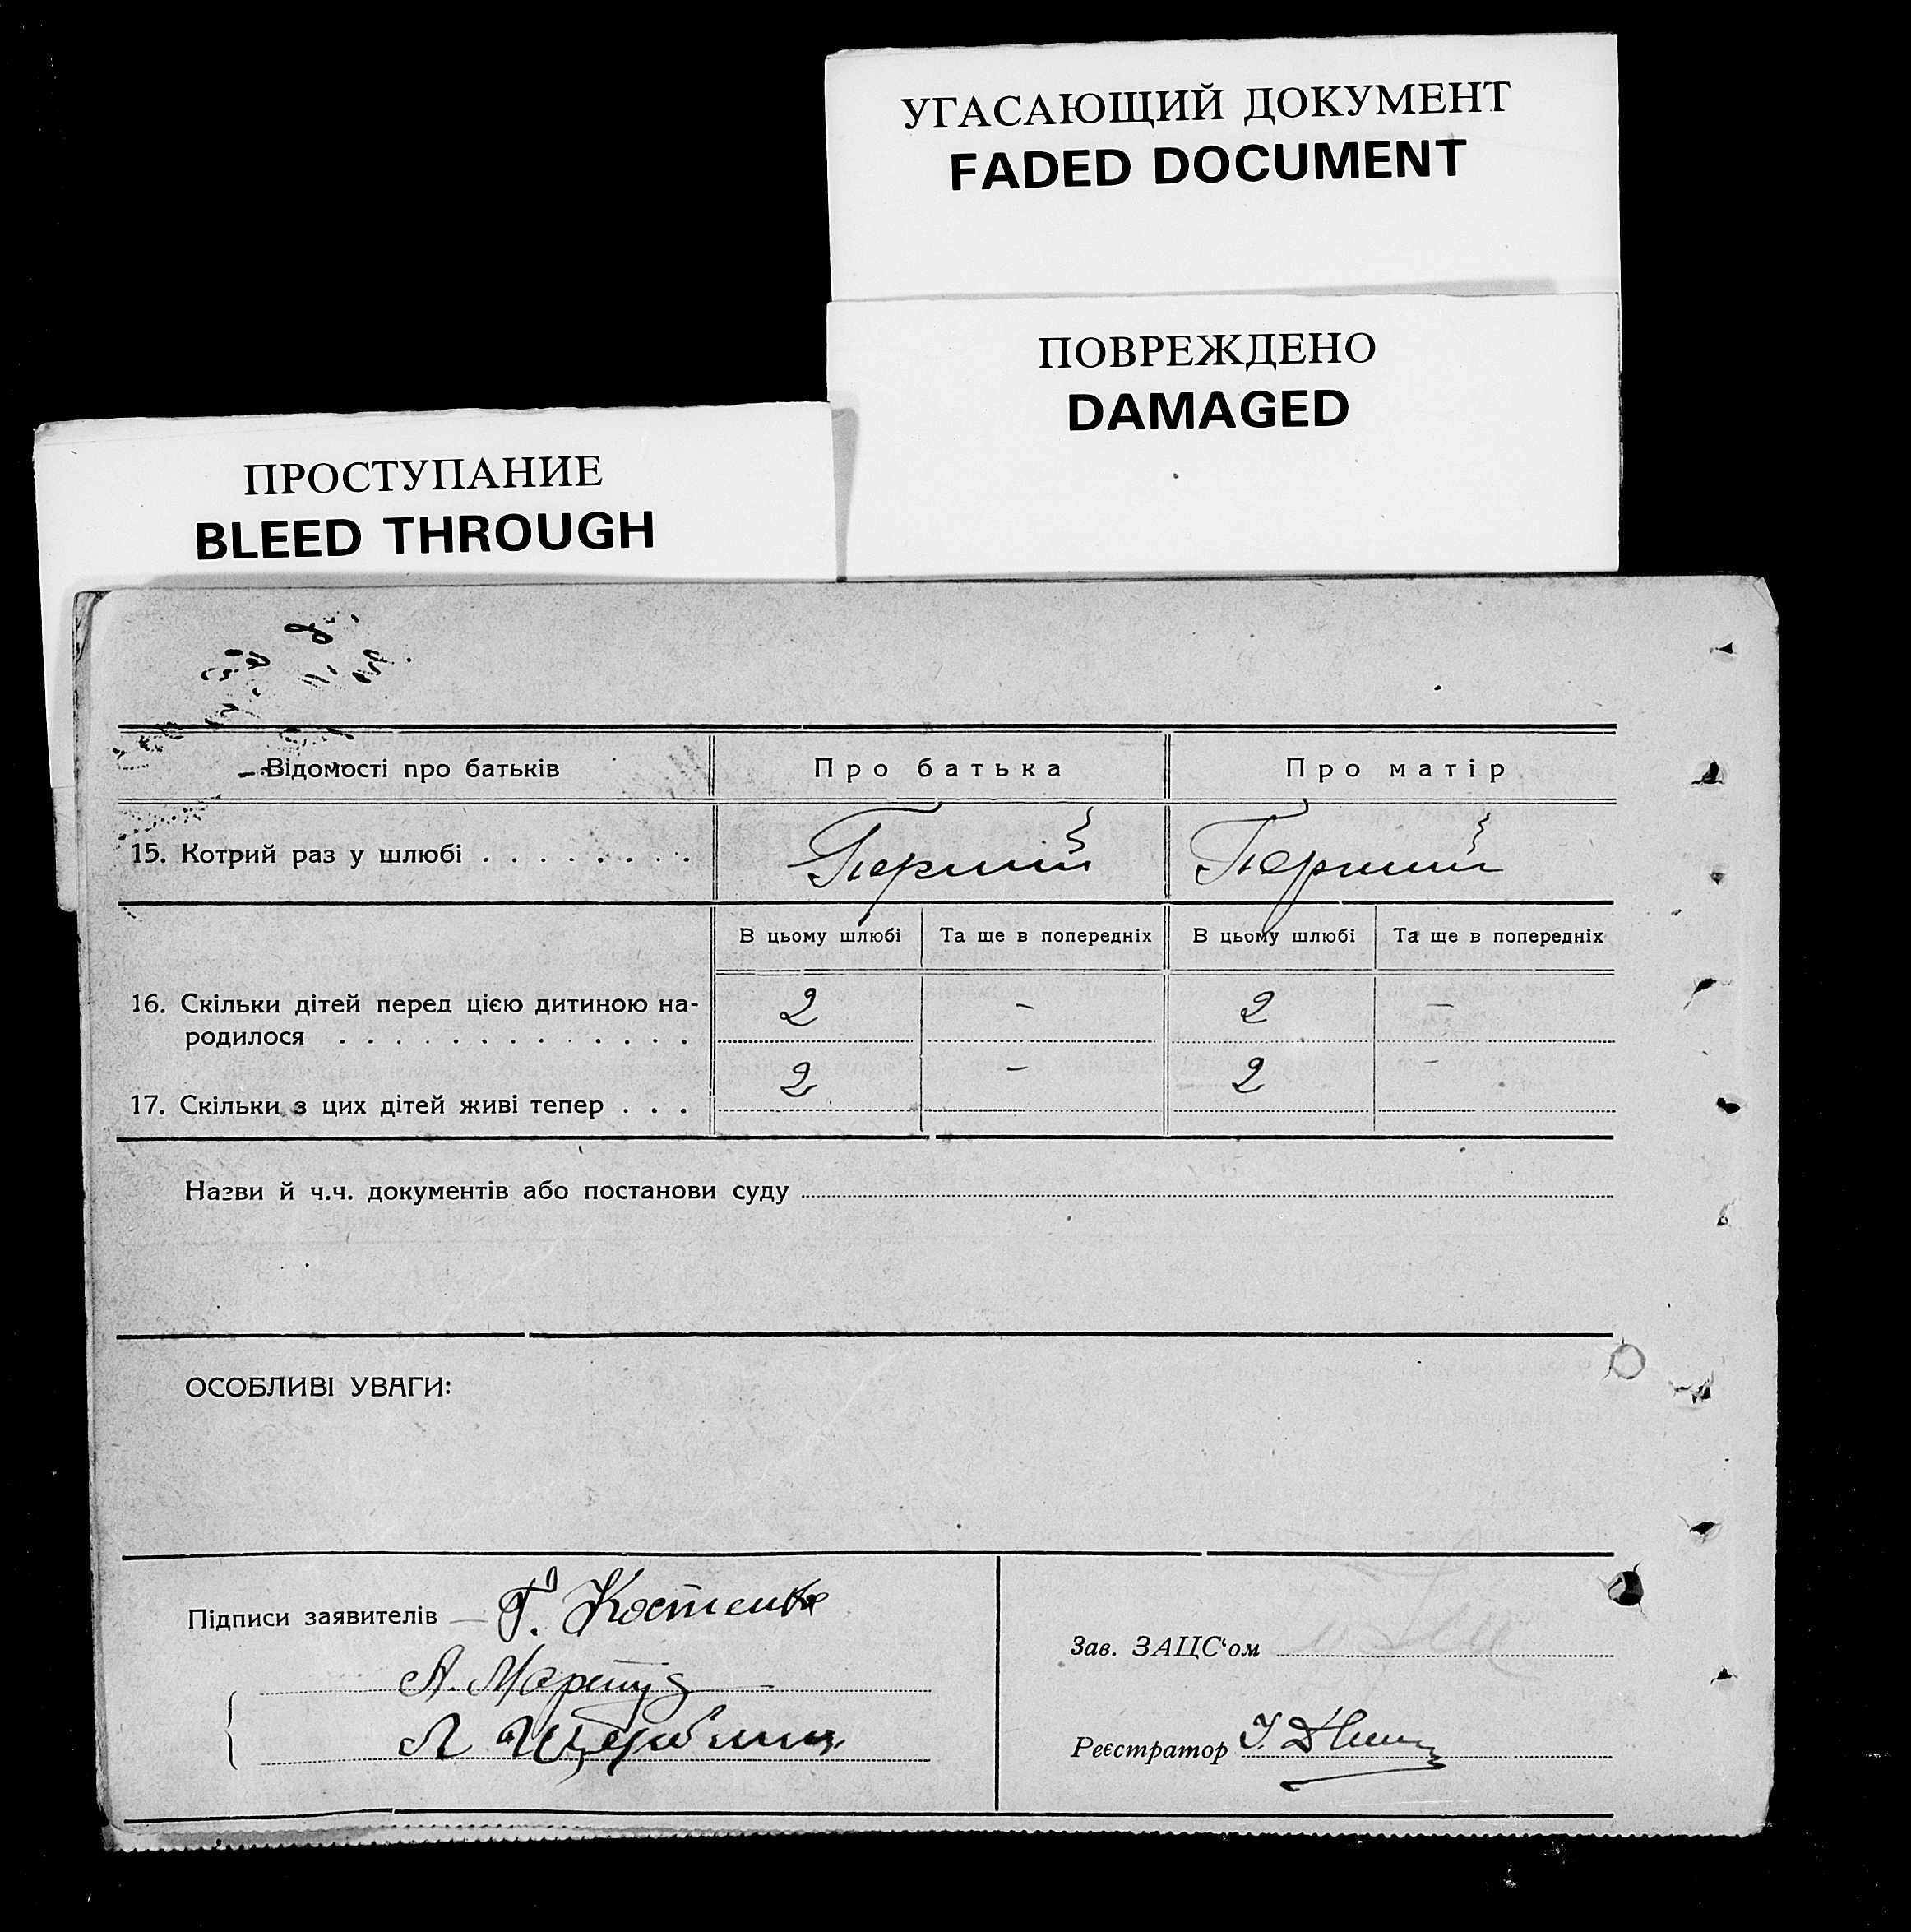 УГАСАЮЩИЙ ДОКУМЕНТ
FADED DOCUMENT
ПОВРЕЖДЕНО
DAMAGED
ПРОСТУПАНИЕ
BLEED THROUGH
Відомості про батьків Про батька Про матір
15. Котрий раз у шлюбі . . . . . . . . Перший Перший
В цьому шлюбі Та ще в попередніх В цьому шлюбі Та ще в попередніх
16. Скільки дітей перед цією дитиною на-
родилося . . . . . . . . . . . . . 2 – 2 –
17. Скільки з цих дітей живі тепер . . . 2 – 2 –
Назви й ч.ч. документів або постанови суду
ОСОБЛИВІ УВАГИ:
Підписи заявителів — Г. Костенко
А.
Л
Зав. ЗАЦС‘ом
Реєстратор І.